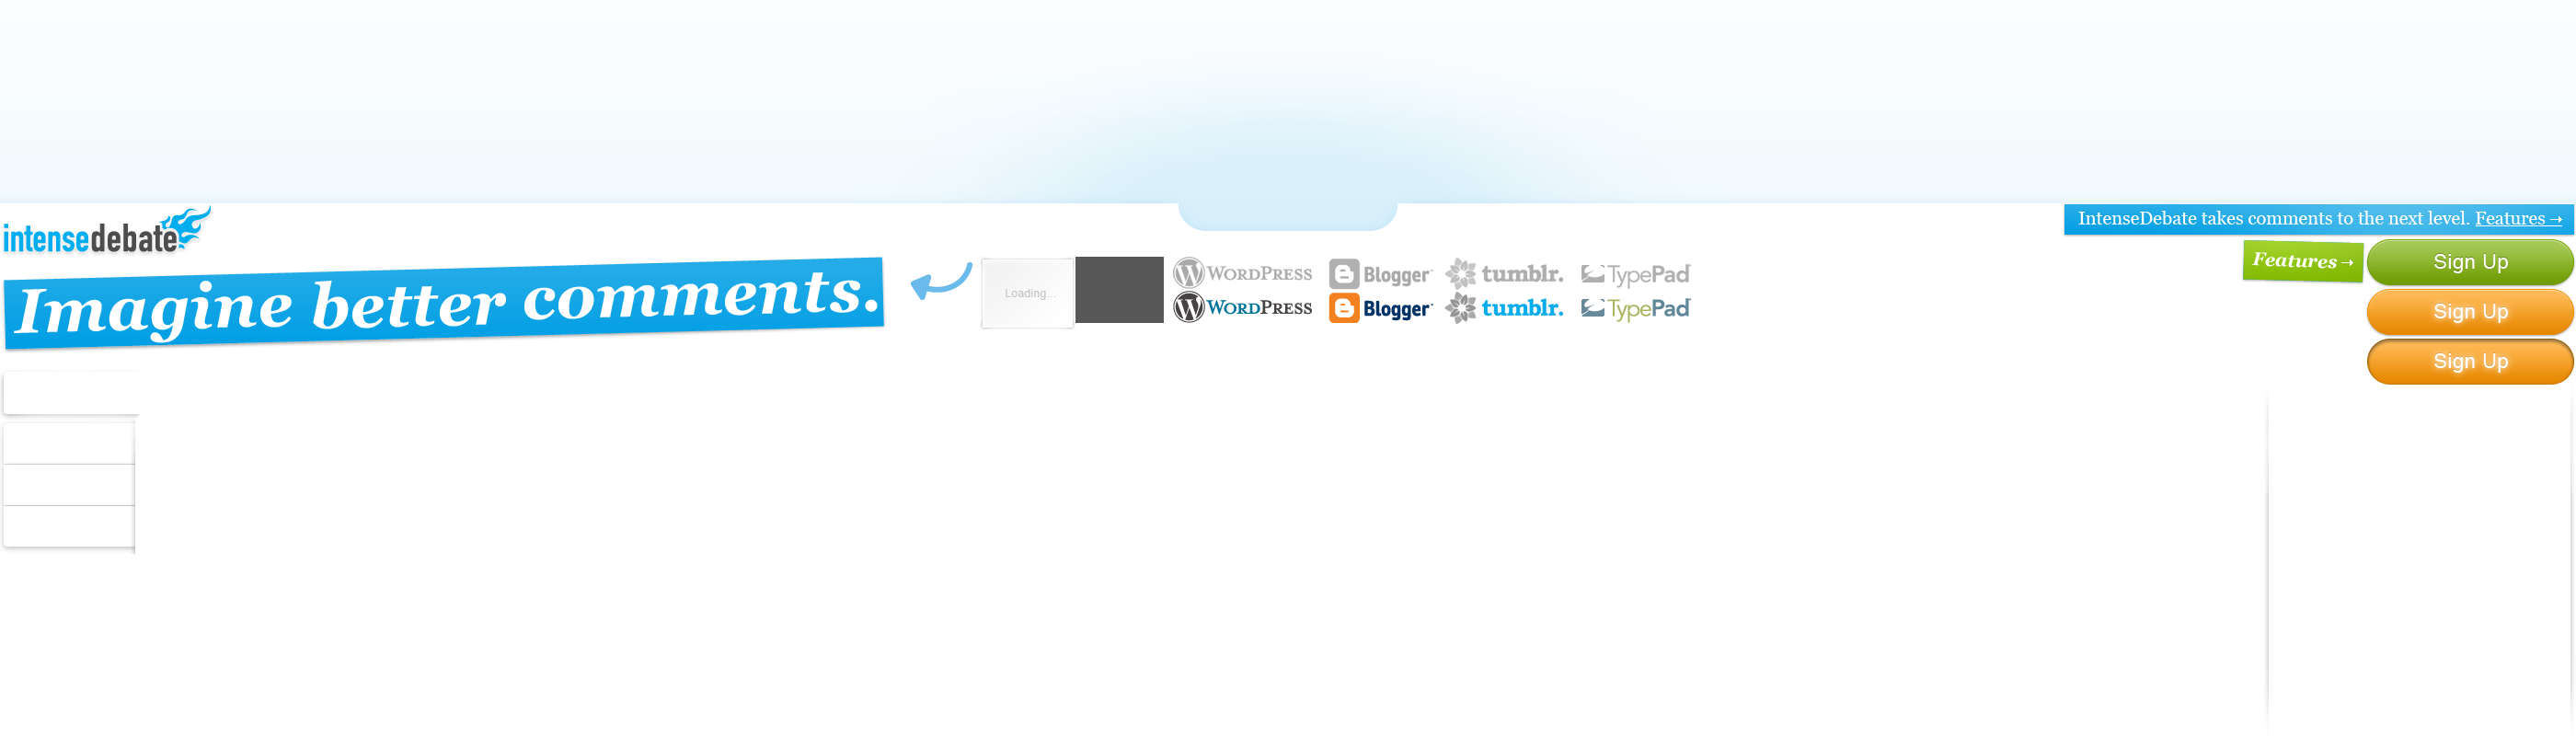 intensedebate
IntenseDebate takes comments to the next level. Features →
Imagine better comments.
Loading...
WORDPRESS
Blogger
tumblr.
TypePad
WORDPRESS
Blogger
tumblr.
TypePad
Features →
Sign Up
Sign Up
Sign Up